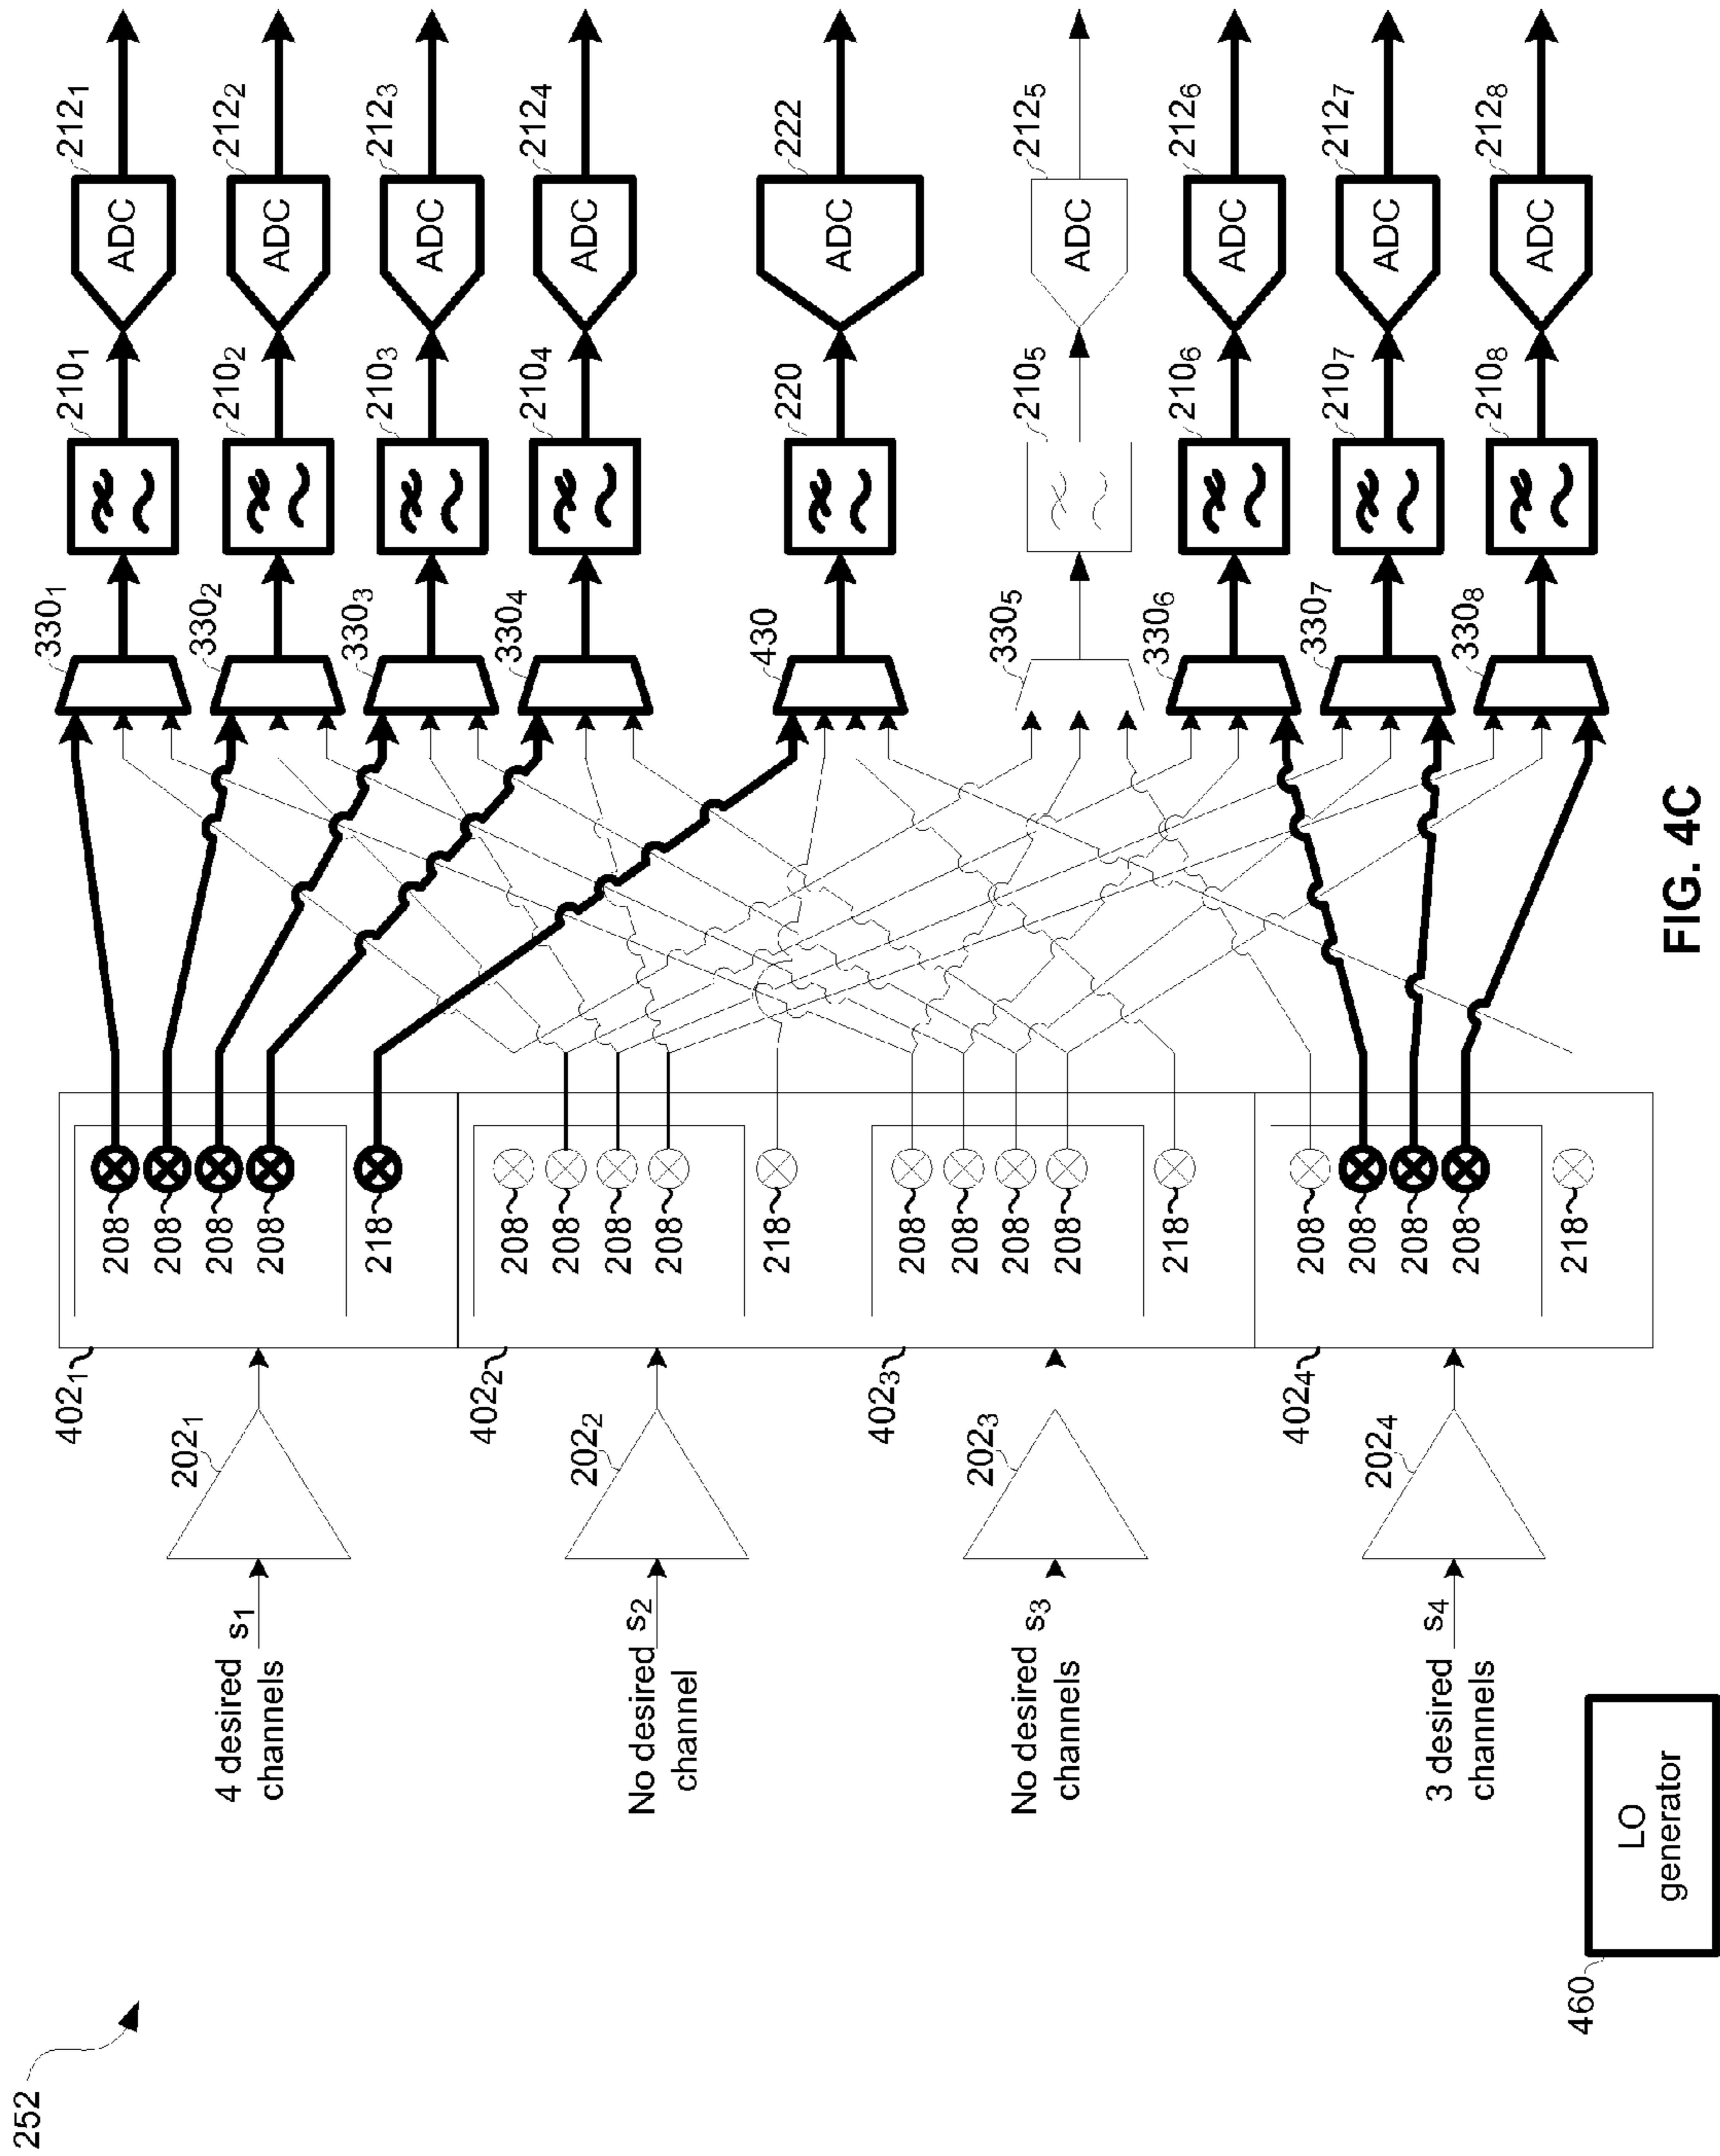 252
4 desired channels
s1
2021
4021
208
208
208
208
218
3301
2101
ADC
2121
3302
2102
ADC
2122
3303
2103
ADC
2123
3304
2104
ADC
2124
No desired channel
s2
2022
4022
208
208
208
208
218
430
220
ADC
222
No desired channels
s3
2023
4023
208
208
208
208
218
3305
2105
ADC
2125
3 desired channels
s4
2024
4024
208
208
208
208
218
3306
2106
ADC
2126
3307
2107
ADC
2127
3308
2108
ADC
2128
460
LO
generator
FIG. 4C